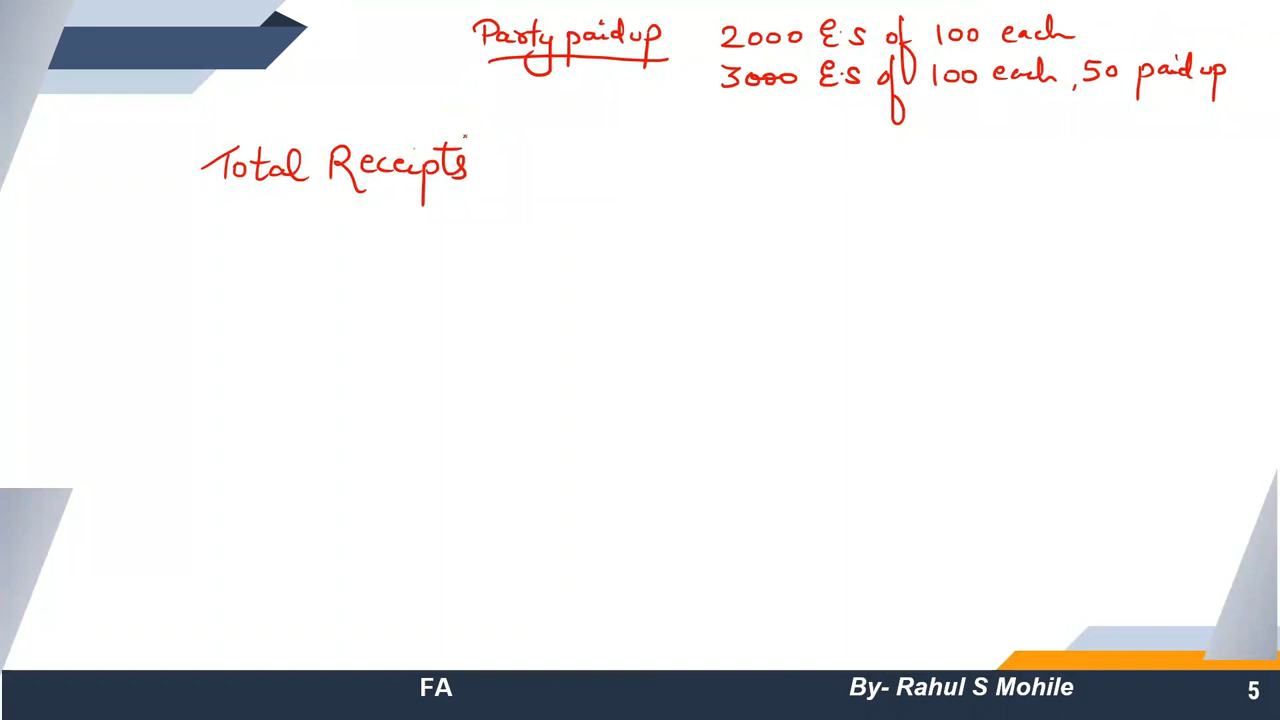 Party paid up 2000 E.S of 100 each
3000 E.S of 100 each, 50 paid up
Total Receipts
FA
By- Rahul S Mohile
5